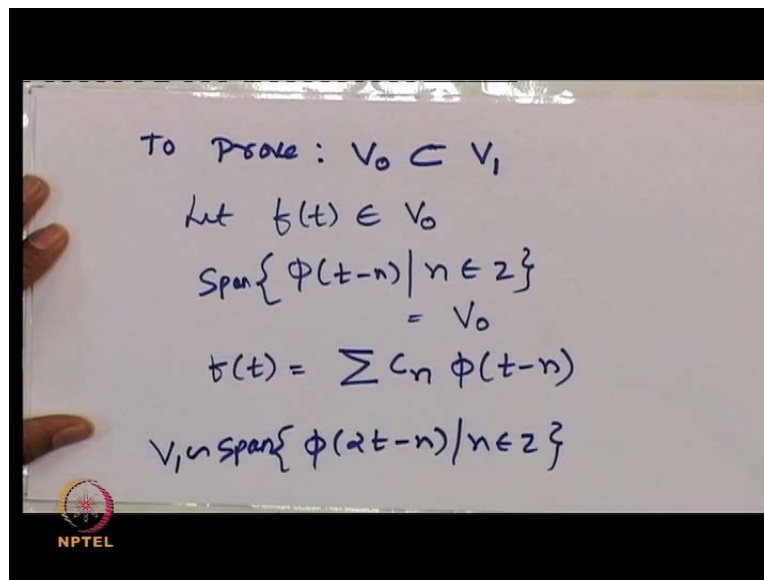 To Prove: V₀ ⊂ V₁
Let f(t) ∈ V₀
Span{ϕ(t-n) | n ∈ Z}
= V₀
f(t) = Σ Cₙ ϕ(t-n)
V₁ ∽ Span{ϕ(2t-n) | n ∈ Z}
NPTEL